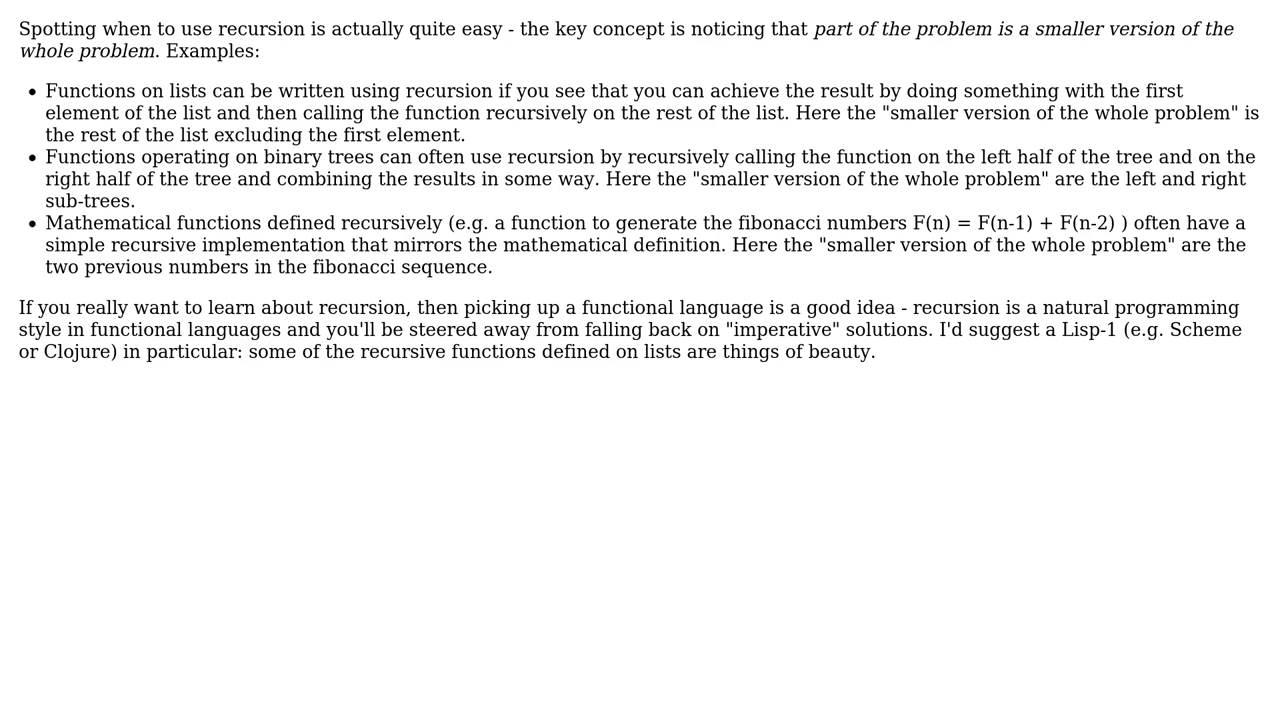 Spotting when to use recursion is actually quite easy - the key concept is noticing that part of the problem is a smaller version of the
whole problem. Examples:
• Functions on lists can be written using recursion if you see that you can achieve the result by doing something with the first
element of the list and then calling the function recursively on the rest of the list. Here the "smaller version of the whole problem" is
the rest of the list excluding the first element.
• Functions operating on binary trees can often use recursion by recursively calling the function on the left half of the tree and on the
right half of the tree and combining the results in some way. Here the "smaller version of the whole problem" are the left and right
sub-trees.
• Mathematical functions defined recursively (e.g. a function to generate the fibonacci numbers F(n) = F(n-1) + F(n-2) ) often have a
simple recursive implementation that mirrors the mathematical definition. Here the "smaller version of the whole problem" are the
two previous numbers in the fibonacci sequence.
If you really want to learn about recursion, then picking up a functional language is a good idea - recursion is a natural programming
style in functional languages and you'll be steered away from falling back on "imperative" solutions. I'd suggest a Lisp-1 (e.g. Scheme
or Clojure) in particular: some of the recursive functions defined on lists are things of beauty.